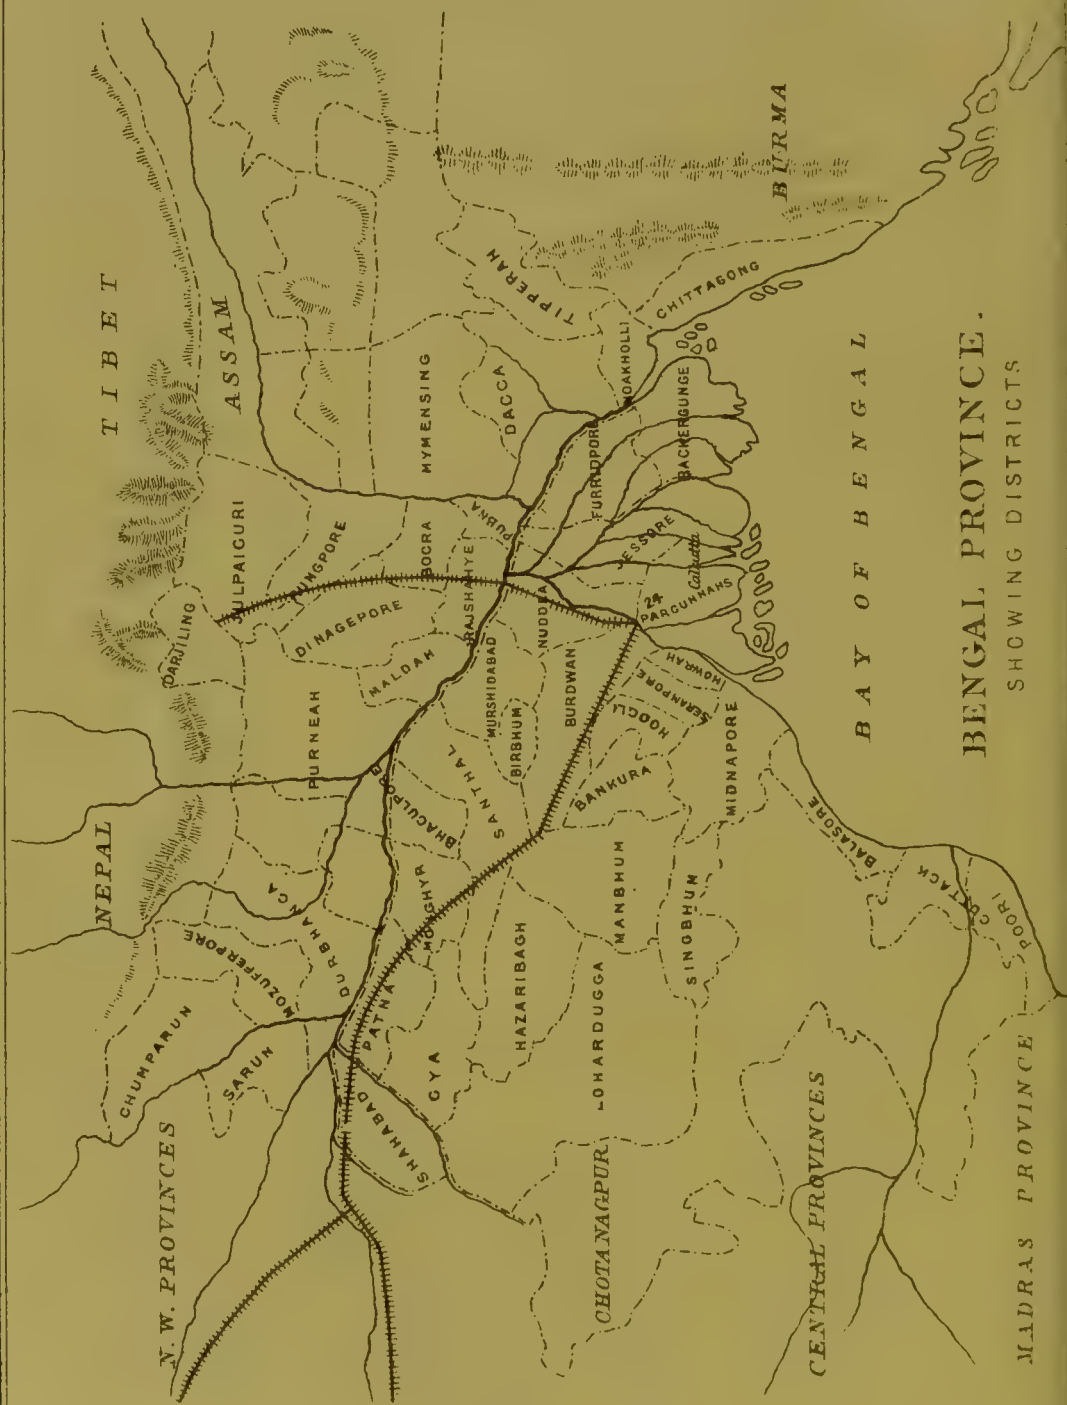 BENGAL PROVINCE.
SHOWING DISTRICTS
TIBET
NEPAL
ASSAM
BURMA
N. W. PROVINCES
CHUMPARUN
MOZUFFERPORE
SARUN
DURBHANGA
PURNEAH
DARJILING
JULPAIGURI
RUNGPORE
DINAGEPORE
MALDAH
BOCRA
RAJSHAHYE
PUBNA
MYMENSING
DACCA
TIPPERAH
NOAKHOLLI
CHITTAGONG
FURRIDPORE
BACKERGUNGE
JESSORE
Calcutta
24
PARGUNNAHS
NUDDEA
MURSHIDABAD
BIRBHUM
BURDWAN
HOOGLI
SERAMPORE
HOWRAH
BANKURA
MIDNAPORE
SANTHAL
BHAGULPORE
MONGHYR
PATNA
GYA
SHAHABAD
HAZARIBAGH
LOHARDUGGA
MANBHUM
SINGBHUM
CHOTANAGPUR
BALASORE
CUTTACK
POORI
CENTRAL PROVINCES
MADRAS PROVINCE
BAY OF BENGAL